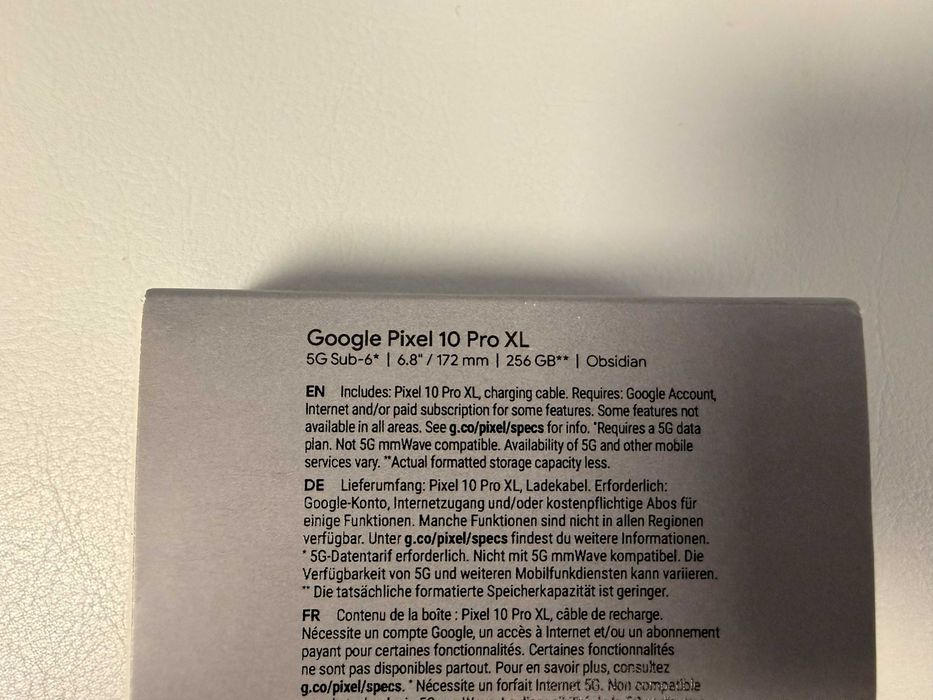 Google Pixel 10 Pro XL
5G Sub-6* | 6.8" / 172 mm | 256 GB** | Obsidian
EN Includes: Pixel 10 Pro XL, charging cable. Requires: Google Account,
Internet and/or paid subscription for some features. Some features not
available in all areas. See g.co/pixel/specs for info. *Requires a 5G data
plan. Not 5G mmWave compatible. Availability of 5G and other mobile
services vary. **Actual formatted storage capacity less.
DE Lieferumfang: Pixel 10 Pro XL, Ladekabel. Erforderlich:
Google-Konto, Internetzugang und/oder kostenpflichtige Abos für
einige Funktionen. Manche Funktionen sind nicht in allen Regionen
verfügbar. Unter g.co/pixel/specs findest du weitere Informationen.
* 5G-Datentarif erforderlich. Nicht mit 5G mmWave kompatibel. Die
Verfügbarkeit von 5G und weiteren Mobilfunkdiensten kann variieren.
** Die tatsächliche formatierte Speicherkapazität ist geringer.
FR Contenu de la boîte : Pixel 10 Pro XL, câble de recharge.
Nécessite un compte Google, un accès à Internet et/ou un abonnement
payant pour certaines fonctionnalités. Certaines fonctionnalités
ne sont pas disponibles partout. Pour en savoir plus, consultez
g.co/pixel/specs. * Nécessite un forfait Internet 5G. Non compatible